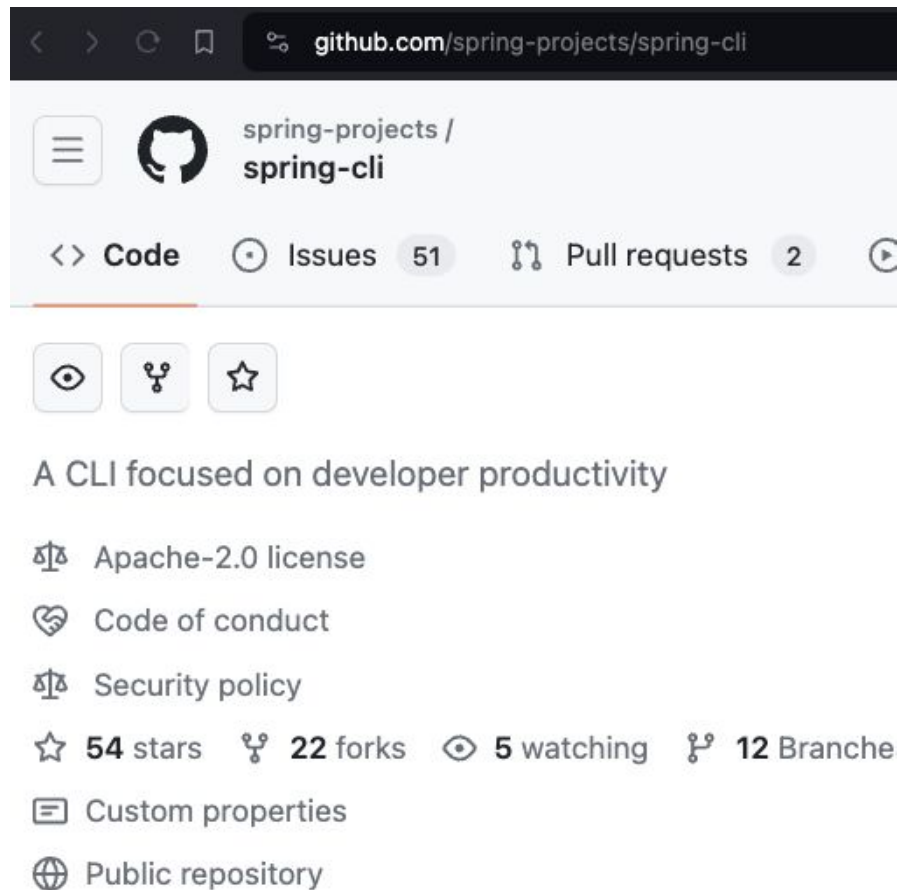 github.com/spring-projects/spring-cli
spring-projects /
spring-cli
Code Issues 51 Pull requests 2
A CLI focused on developer productivity
Apache-2.0 license
Code of conduct
Security policy
54 stars 22 forks 5 watching 12 Branche
Custom properties
Public repository